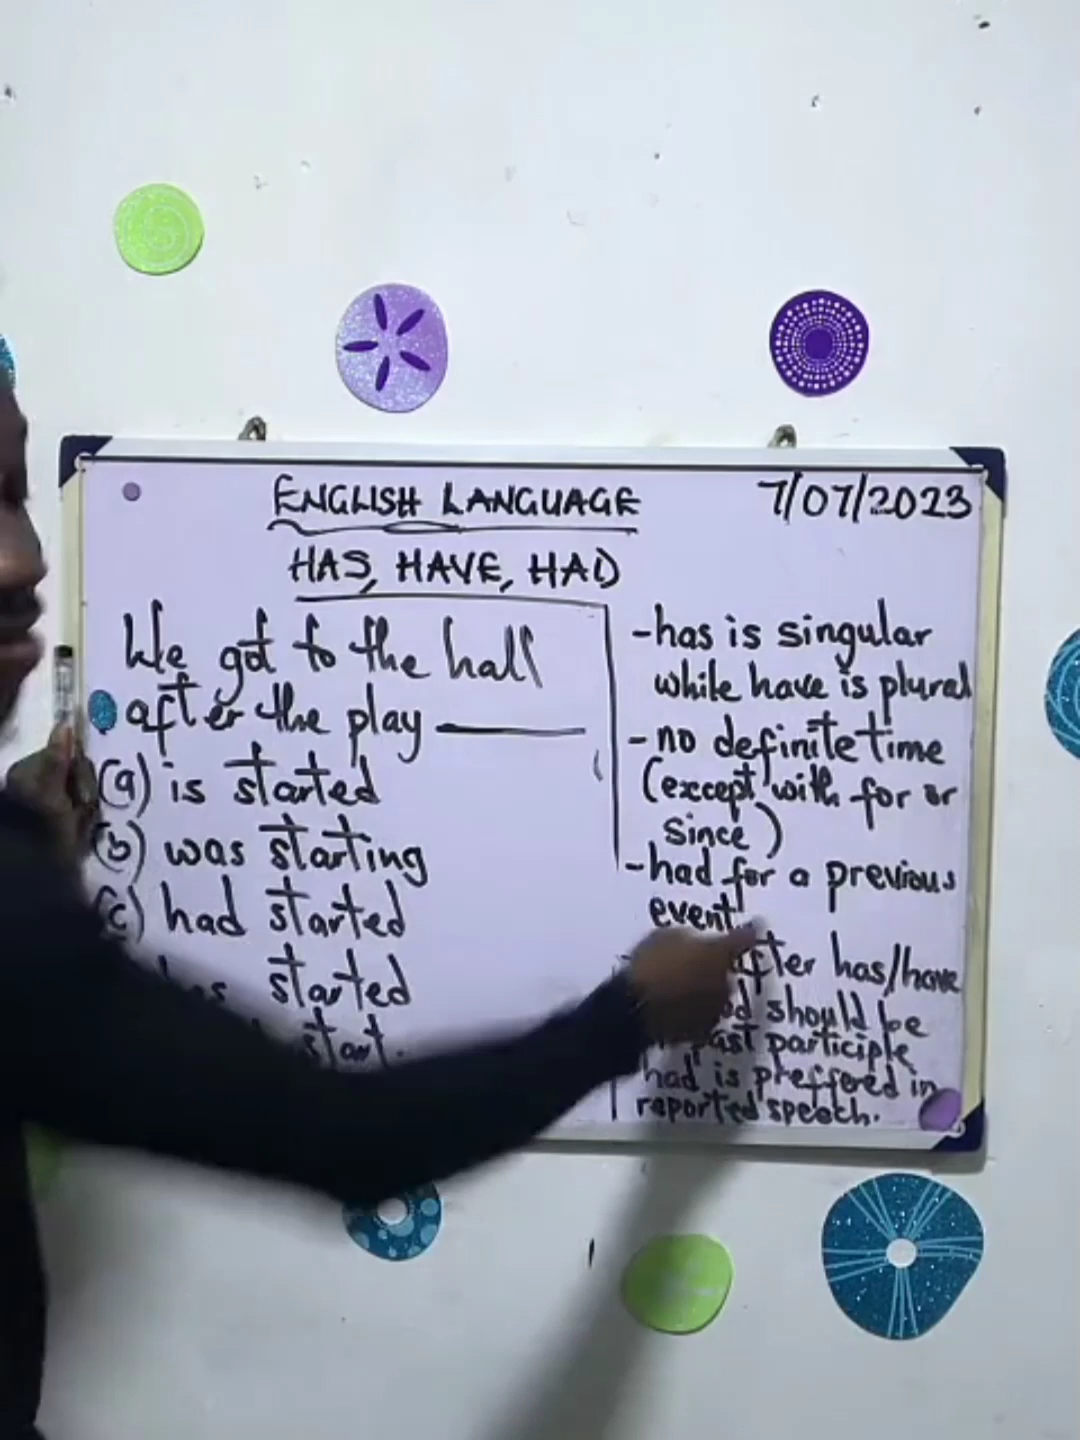 ENGLISH LANGUAGE
7/07/2023
HAS, HAVE, HAD
We got to the hall
after the play
(a) is started
(b) was starting
(c) had started
started
start.
-has is singular
while have is plural
-no definite time
(except with for or
since)
-had for a previous
event
after has/have
should be
past participle
had is preffered in
reported speech.